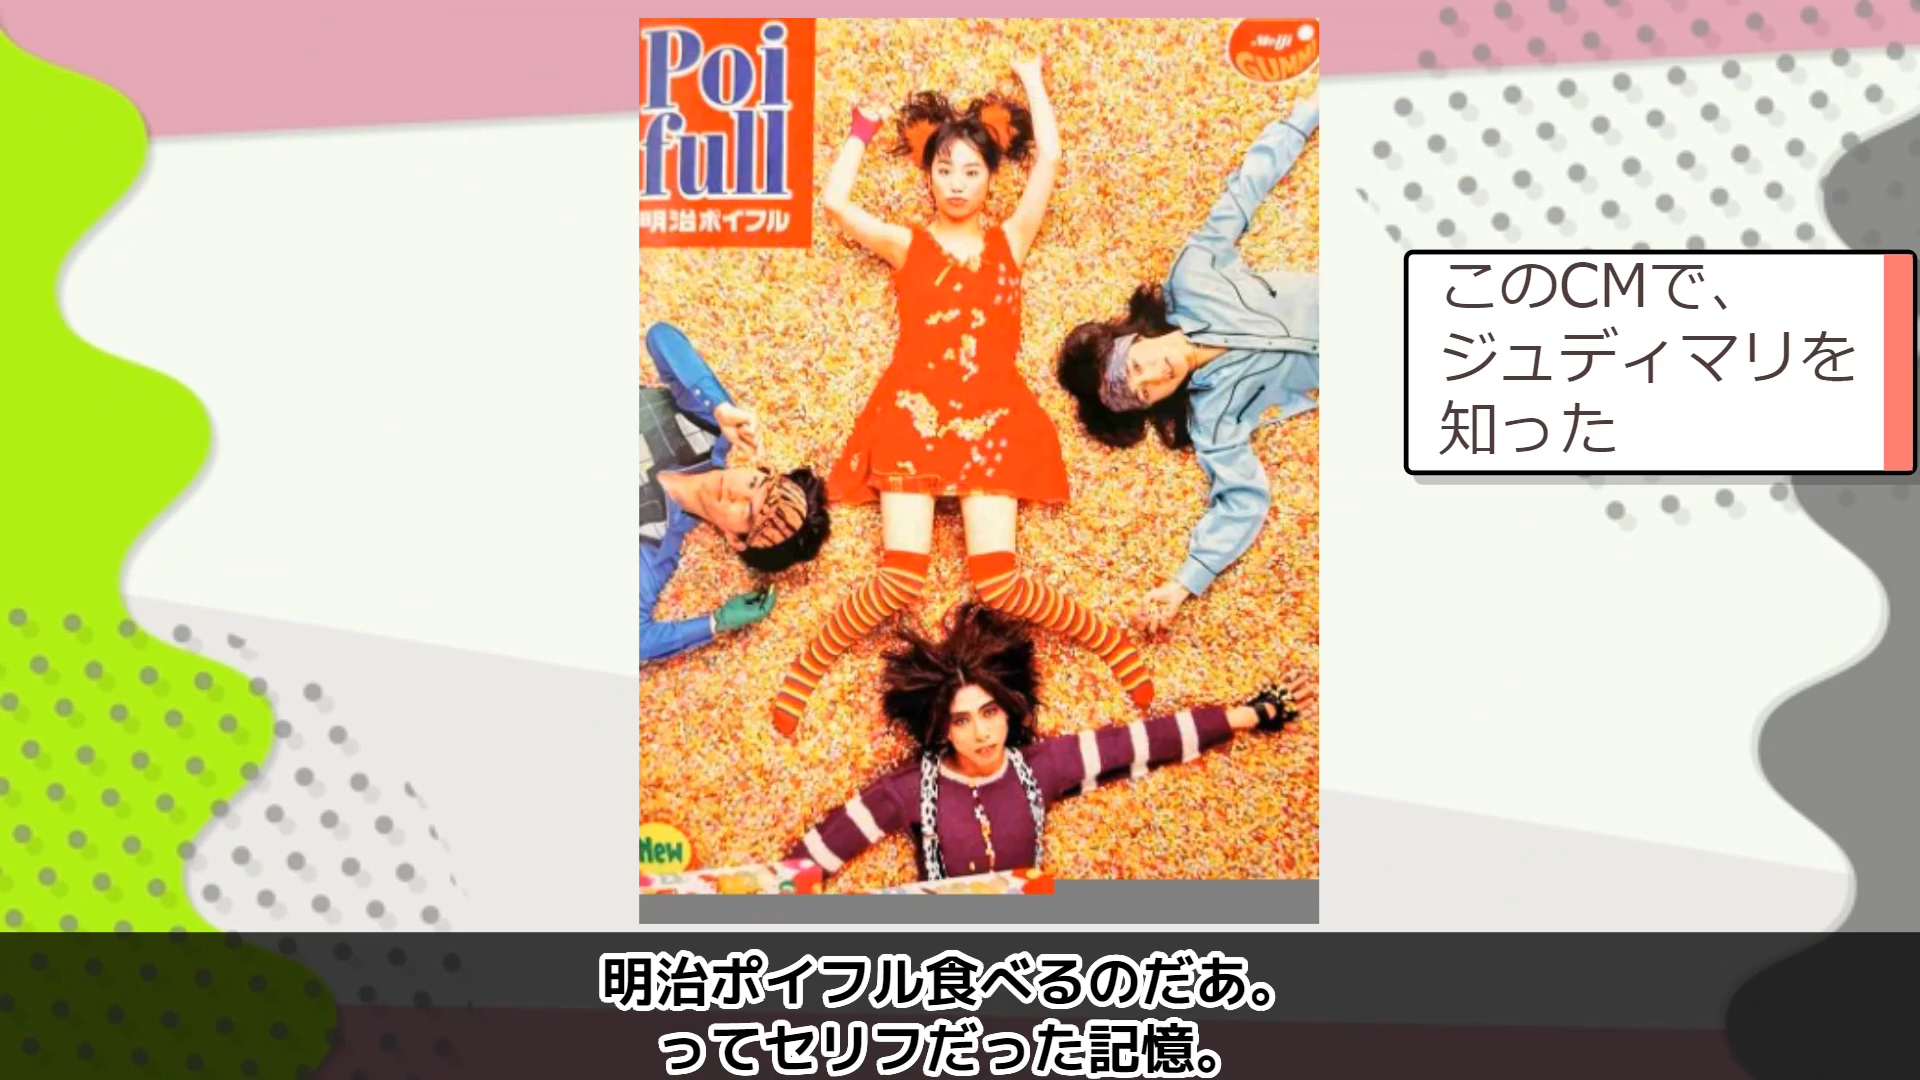 Poi
full
明治ポイフル
Meiji
GUMMI
このCMで、
ジュディマリを
知った
New
明治ポイフル食べるのだあ。
ってセリフだった記憶。